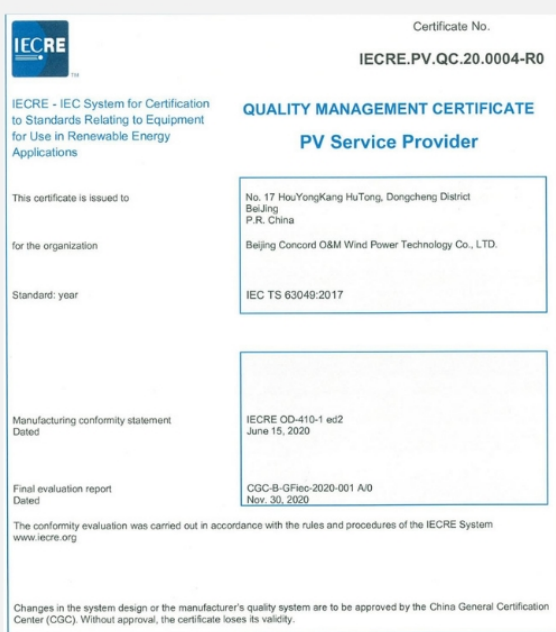 IECRE
TM
Certificate No.
IECRE.PV.QC.20.0004-R0
IECRE - IEC System for Certification
to Standards Relating to Equipment
for Use in Renewable Energy
Applications
QUALITY MANAGEMENT CERTIFICATE
PV Service Provider
This certificate is issued to
No. 17 HouYongKang HuTong, Dongcheng District
BeiJing
P.R. China
for the organization
Beijing Concord O&M Wind Power Technology Co., LTD.
Standard: year
IEC TS 63049:2017
Manufacturing conformity statement
Dated
IECRE OD-410-1 ed2
June 15, 2020
Final evaluation report
Dated
CGC-B-GFiec-2020-001 A/0
Nov. 30, 2020
The conformity evaluation was carried out in accordance with the rules and procedures of the IECRE System
www.iecre.org
Changes in the system design or the manufacturer's quality system are to be approved by the China General Certification
Center (CGC). Without approval, the certificate loses its validity.